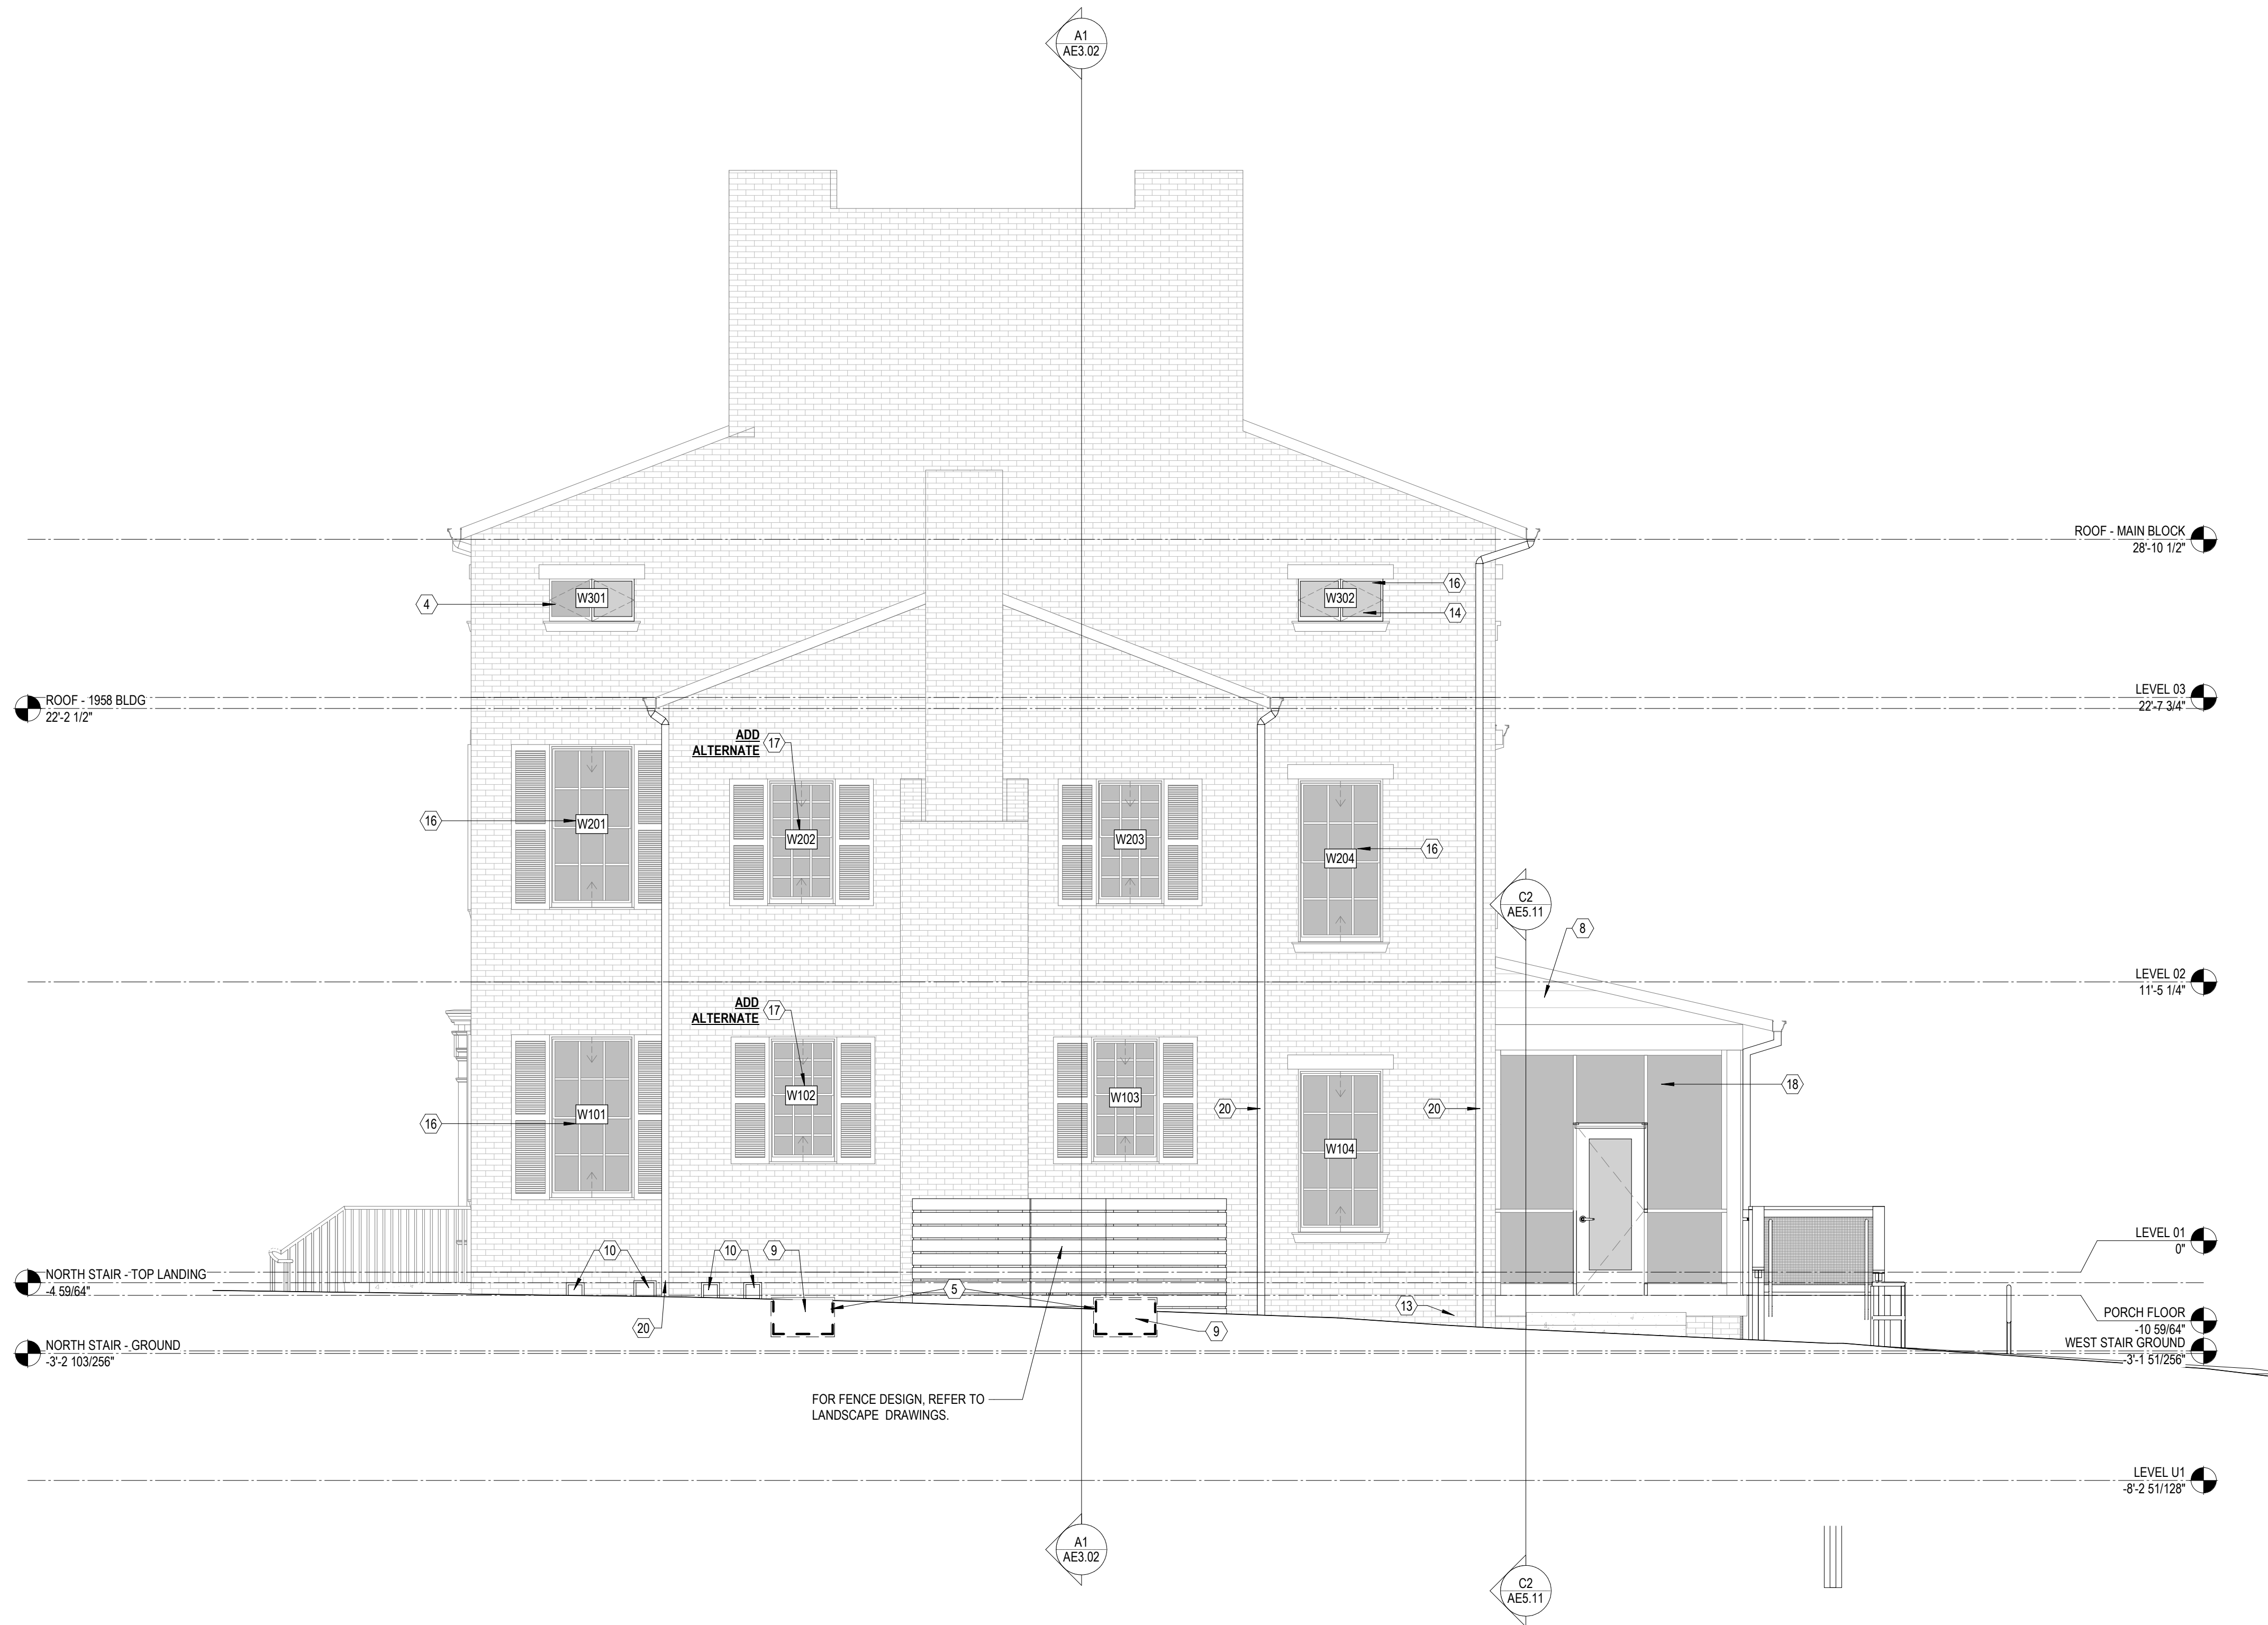 A1
AE3.02
ROOF - MAIN BLOCK
28'-10 1/2"
16
4
W301
W302
14
ROOF - 1958 BLDG
22'-2 1/2"
LEVEL 03
22'-7 3/4"
ADD
ALTERNATE
17
16
W201
W202
W203
W204
16
C2
AE5.11
8
LEVEL 02
11'-5 1/4"
ADD
ALTERNATE
17
18
W101
W102
W103
W104
16
20
20
LEVEL 01
0"
10
10
9
NORTH STAIR - TOP LANDING
-4 59/64"
5
13
PORCH FLOOR
-10 59/64"
20
9
NORTH STAIR - GROUND
-3'-2 103/256"
WEST STAIR GROUND
-3'-1 51/256"
FOR FENCE DESIGN, REFER TO
LANDSCAPE DRAWINGS.
LEVEL U1
-8'-2 51/128"
A1
AE3.02
C2
AE5.11